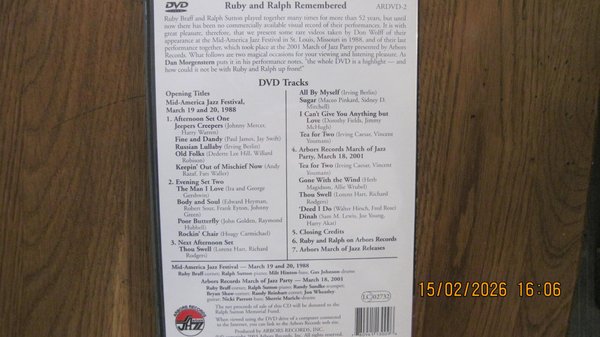 DVD
VIDEO
Ruby and Ralph Remembered
ARDVD-2
Ruby Braff and Ralph Sutton played together many times for more than 52 years, but until
now there has been no commercially available visual record of their performances. It is with
great pleasure, therefore, that we present some rare videos taken by Don Wolff of their
appearance at the Mid-America Jazz Festival in St. Louis, Missouri in 1988, and of their last
performance together, which took place at the 2001 March of Jazz Party presented by Arbors
Records. What follows are two magical occasions for your viewing and listening pleasure. As
Dan Morgenstern puts it in his performance notes, "the whole DVD is a highlight — and
how could it not be with Ruby and Ralph up front!"
DVD Tracks
Opening Titles
Mid-America Jazz Festival,
March 19 and 20, 1988
1. Afternoon Set One
Jeepers Creepers (Johnny Mercer,
Harry Warren)
Fine and Dandy (Paul James, Jay Swift)
Russian Lullaby (Irving Berlin)
Old Folks (Dedette Lee Hill, Willard
Robison)
Keepin' Out of Mischief Now (Andy
Razaf, Fats Waller)
2. Evening Set Two
The Man I Love (Ira and George
Gershwin)
Body and Soul (Edward Heyman,
Robert Sour, Frank Eyton, Johnny
Green)
Poor Butterfly (John Golden, Raymond
Hubbell)
Rockin' Chair (Hoagy Carmichael)
3. Next Afternoon Set
Thou Swell (Lorenz Hart, Richard
Rodgers)
All By Myself (Irving Berlin)
Sugar (Maceo Pinkard, Sidney D.
Mitchell)
I Can't Give You Anything but
Love (Dorothy Fields, Jimmy
McHugh)
Tea for Two (Irving Caesar, Vincent
Youmans)
4. Arbors Records March of Jazz
Party, March 18, 2001
Tea for Two (Irving Caesar, Vincent
Youmans)
Gone With the Wind (Herb
Magidson, Allie Wrubel)
Thou Swell (Lorenz Hart, Richard
Rodgers)
'Deed I Do (Walter Hirsch, Fred Rose)
Dinah (Sam M. Lewis, Joe Young,
Harry Akst)
5. Closing Credits
6. Ruby and Ralph on Arbors Records
7. Arbors March of Jazz Releases
Mid-America Jazz Festival — March 19 and 20, 1988
Ruby Braff-cornet, Ralph Sutton-piano, Milt Hinton-bass, Gus Johnson-drums
Arbors Records March of Jazz Party — March 18, 2001
Ruby Braff-cornet, Ralph Sutton-piano, Randy Sandke-trumpet,
Bryan Shaw-cornet, Randy Reinhart-cornet, Jon Wheatley-
guitar, Nicki Parrott-bass, Sherrie Maricle-drums
The net proceeds of sale of this CD will be donated to the Ralph
Sutton Memorial Fund.
When viewed using the DVD drive of a computer connected
to the Internet, you can link to the Arbors Records web site.
Produced by ARBORS RECORDS, INC.
ARBORS RECORDS
JAZZ
15/02/2026 16:06